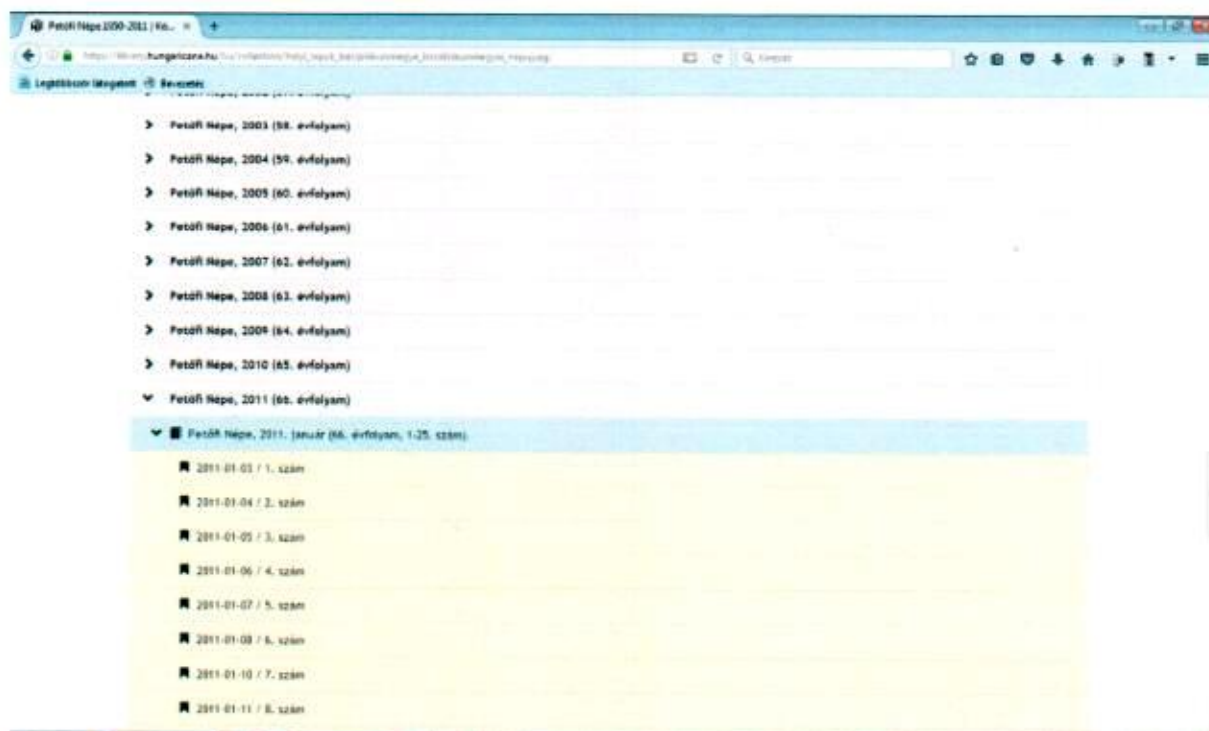 Petőfi Népe 1950-2011 | Kö...
hungaricana.hu
Keresés
Legtöbbször látogatott Bevezetés
Petőfi Népe, 2003 (58. évfolyam)
Petőfi Népe, 2004 (59. évfolyam)
Petőfi Népe, 2005 (60. évfolyam)
Petőfi Népe, 2006 (61. évfolyam)
Petőfi Népe, 2007 (62. évfolyam)
Petőfi Népe, 2008 (63. évfolyam)
Petőfi Népe, 2009 (64. évfolyam)
Petőfi Népe, 2010 (65. évfolyam)
Petőfi Népe, 2011 (66. évfolyam)
Petőfi Népe, 2011. január (66. évfolyam, 1-25. szám)
2011-01-03 / 1. szám
2011-01-04 / 2. szám
2011-01-05 / 3. szám
2011-01-06 / 4. szám
2011-01-07 / 5. szám
2011-01-08 / 6. szám
2011-01-10 / 7. szám
2011-01-11 / 8. szám